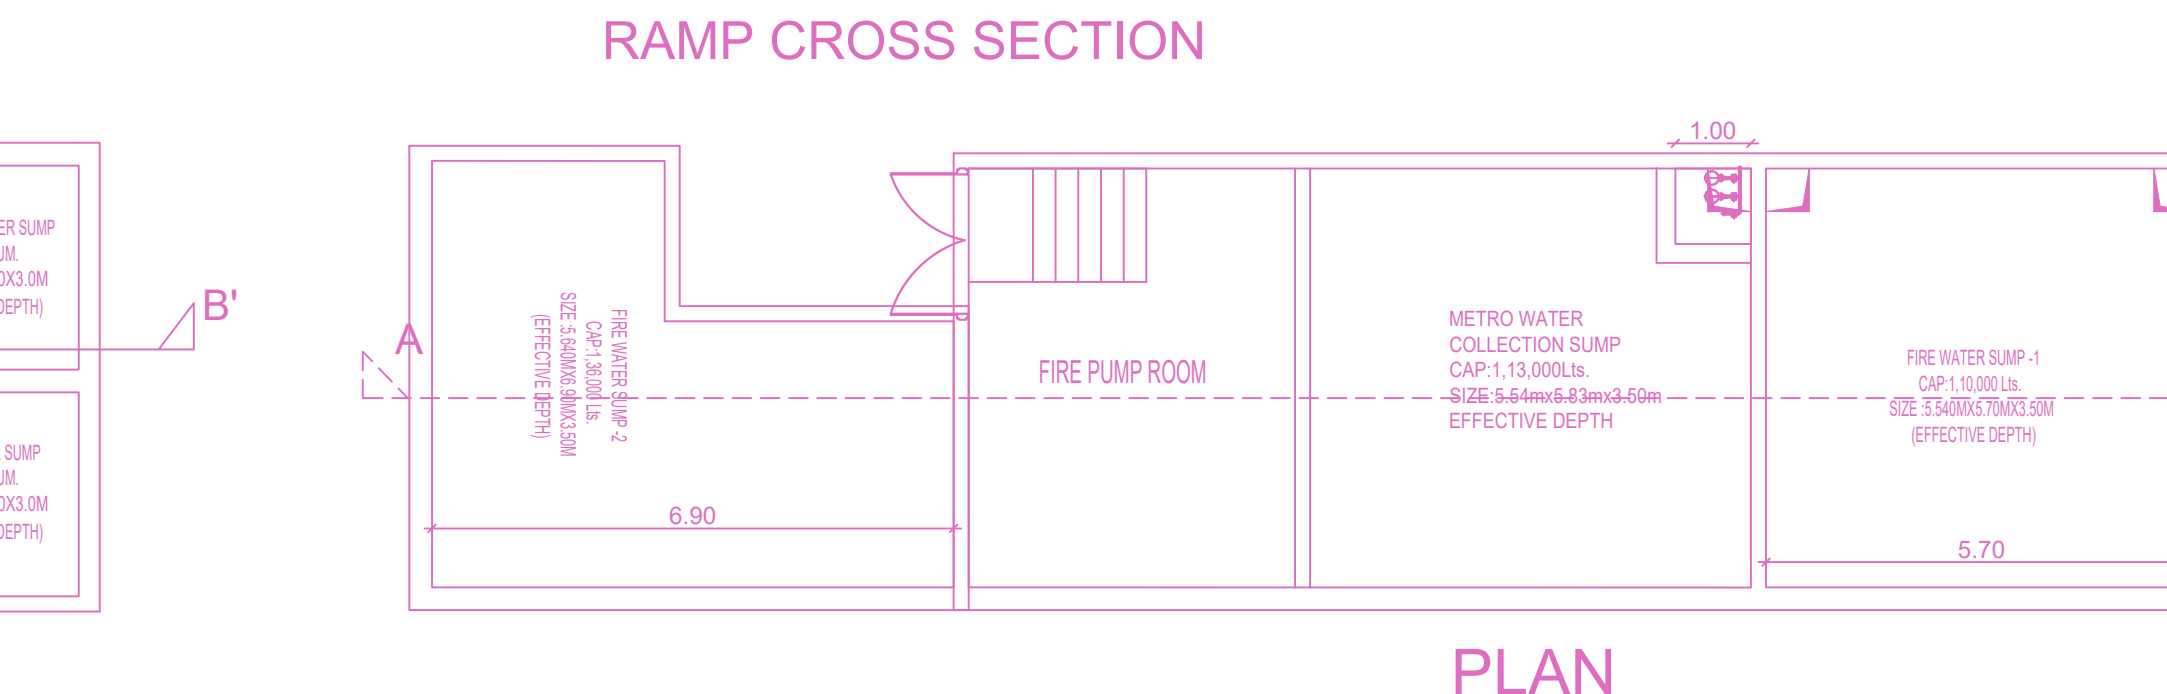 RAMP CROSS SECTION
ER SUMP
UM.
0X3.0M
DEPTH)
B'
SUMP
UM.
0X3.0M
DEPTH)
A
FIRE WATER SUMP -2
CAP:1,36,000 Lts.
SIZE :5.640MX6.90MX3.50M
(EFFECTIVE DEPTH)
6.90
FIRE PUMP ROOM
1.00
METRO WATER
COLLECTION SUMP
CAP:1,13,000Lts.
SIZE:5.54mx5.83mx3.50m
EFFECTIVE DEPTH
FIRE WATER SUMP -1
CAP:1,10,000 Lts.
SIZE :5.540MX5.70MX3.50M
(EFFECTIVE DEPTH)
5.70
PLAN